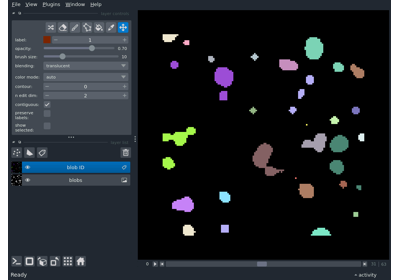 File View Plugins Window Help
label: 1
opacity: 0.70
brush size: 10
blending: translucent
color mode: auto
contour: 0
n edit dim: 2
contiguous:
preserve labels:
show selected:
blob ID
blobs
Ready
activity